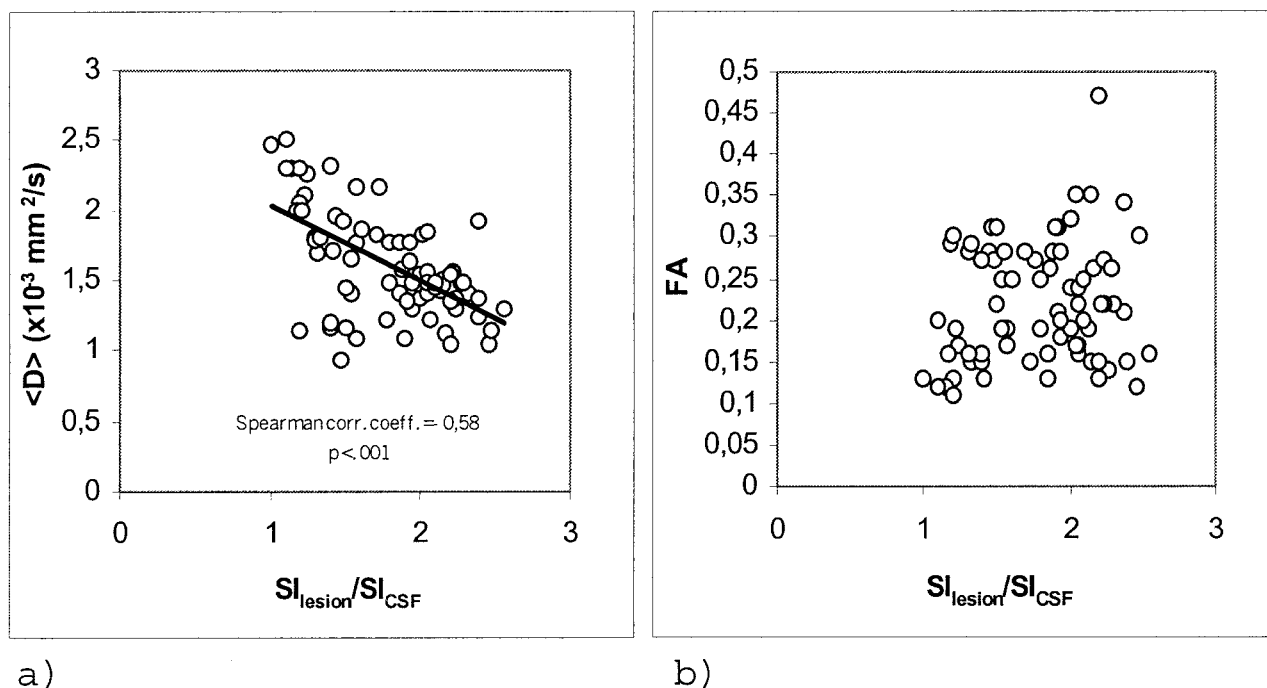 3
2,5
2
1,5
1
0,5
0
<D> (x10-3 mm2/s)
Spearman corr. coeff. = 0,58
p<.001
0 1 2 3
SIlesion/SICSF
a)
0,5
0,45
0,4
0,35
0,3
0,25
0,2
0,15
0,1
0,05
0
FA
0 1 2 3
SIlesion/SICSF
b)